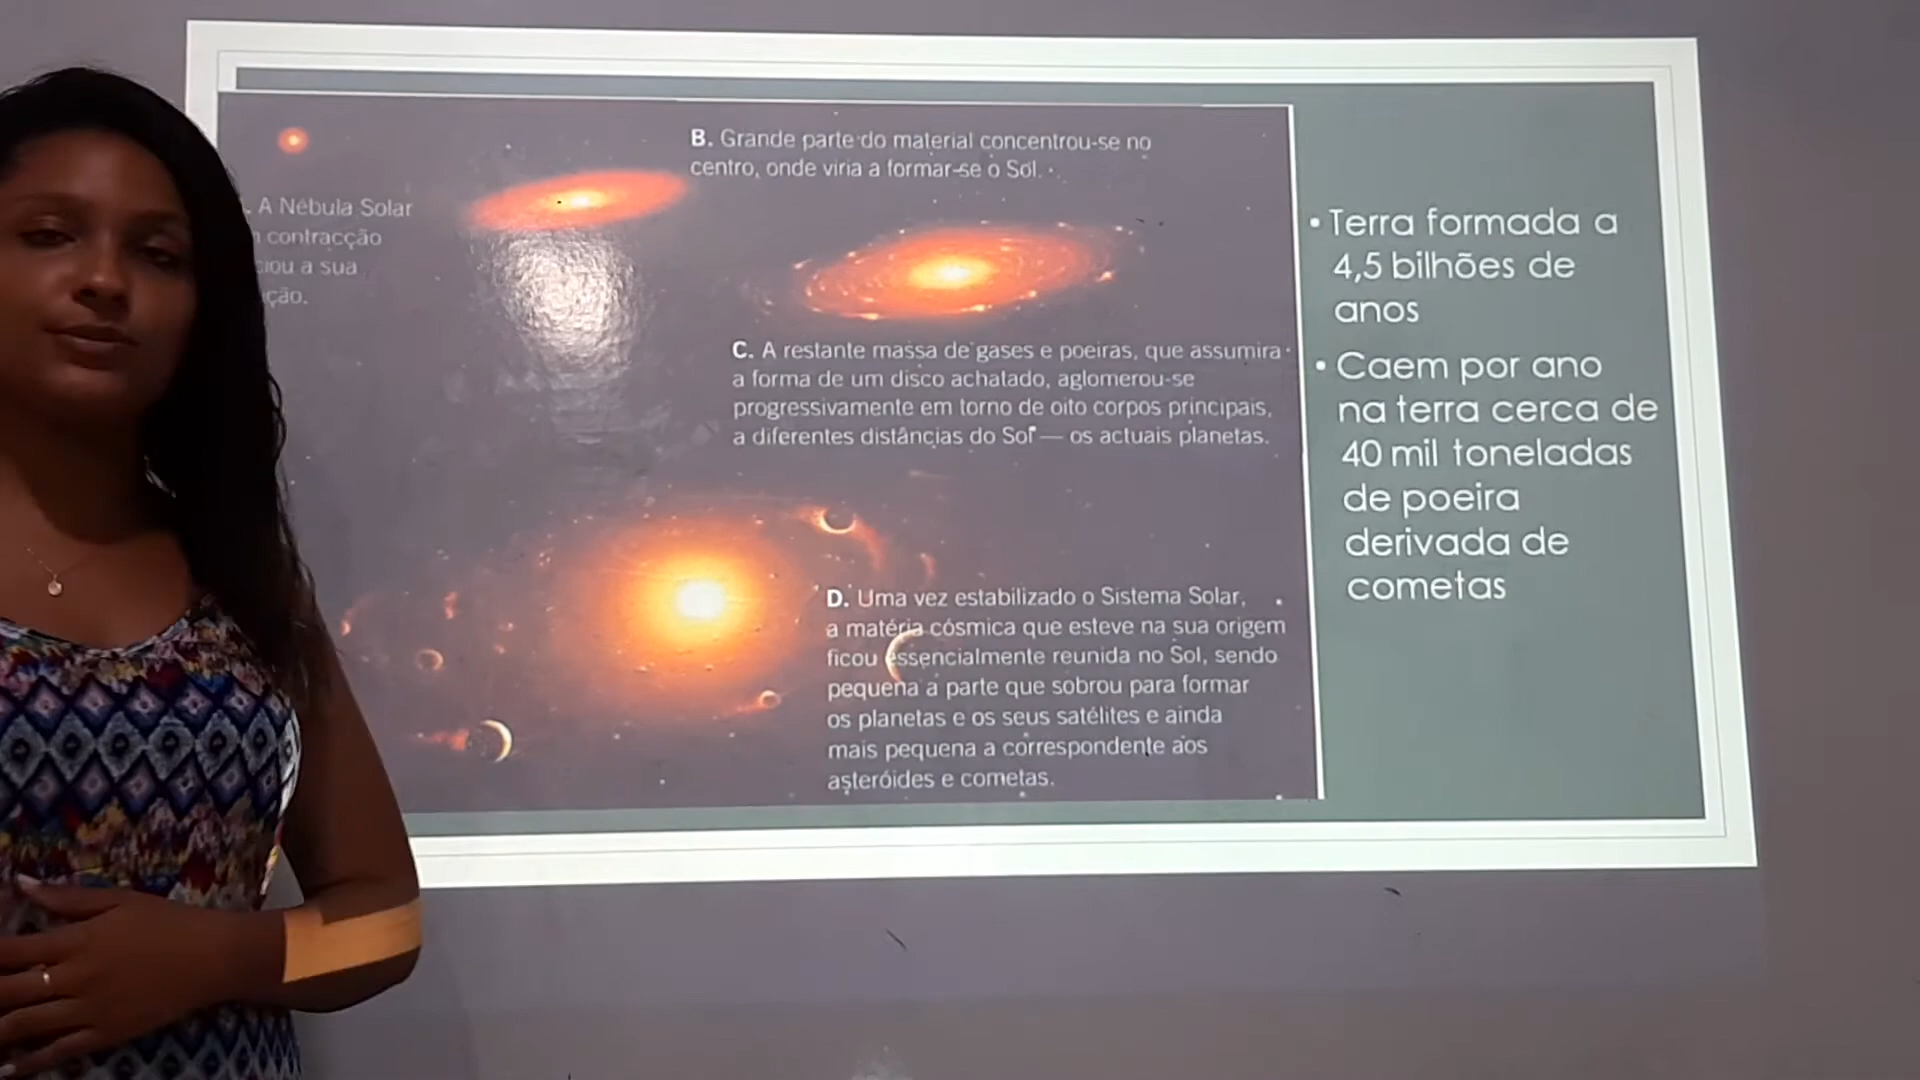 A Nébula Solar
contracção
a sua
B. Grande parte do material concentrou-se no
centro, onde viria a formar-se o Sol.
C. A restante massa de gases e poeiras, que assumira
a forma de um disco achatado, aglomerou-se
progressivamente em torno de oito corpos principais,
a diferentes distâncias do Sol — os actuais planetas.
D. Uma vez estabilizado o Sistema Solar,
a matéria cósmica que esteve na sua origem
ficou essencialmente reunida no Sol, sendo
pequena a parte que sobrou para formar
os planetas e os seus satélites e ainda
mais pequena a correspondente aos
asteróides e cometas.
• Terra formada a
4,5 bilhões de
anos
• Caem por ano
na terra cerca de
40 mil toneladas
de poeira
derivada de
cometas